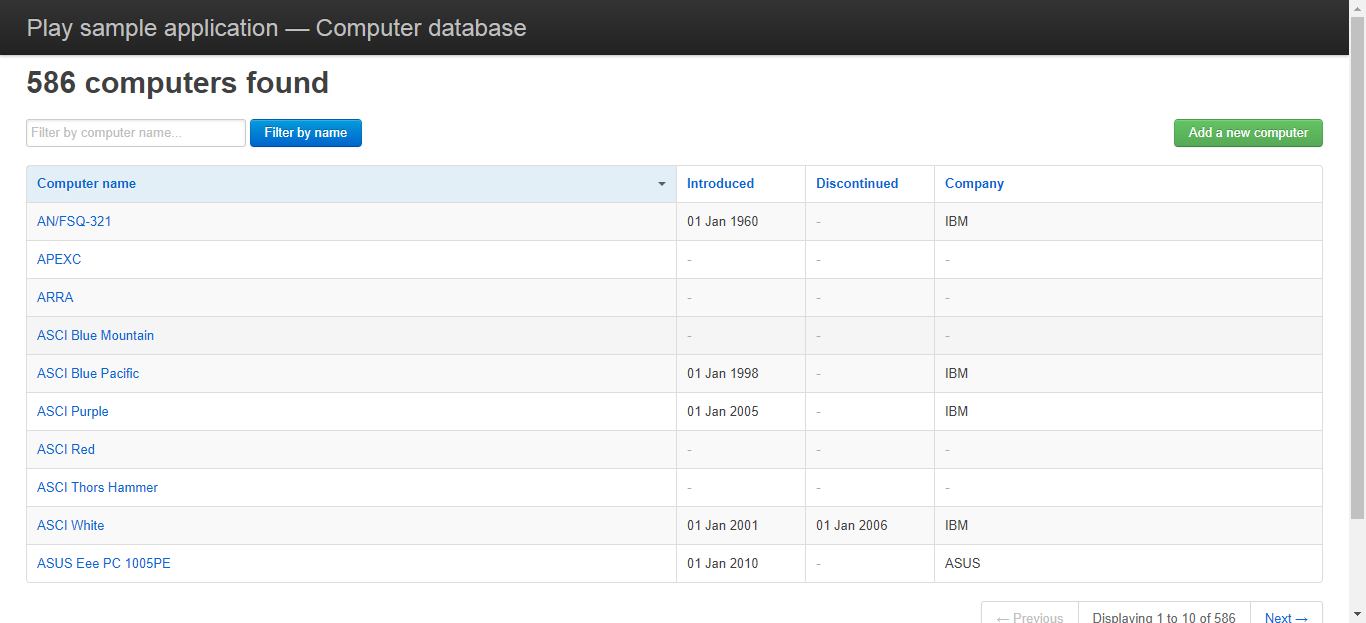 Play sample application — Computer database
586 computers found
Filter by computer name... Filter by name Add a new computer
Computer name Introduced Discontinued Company
AN/FSQ-321 01 Jan 1960 - IBM
APEXC - - -
ARRA - - -
ASCI Blue Mountain - - -
ASCI Blue Pacific 01 Jan 1998 - IBM
ASCI Purple 01 Jan 2005 - IBM
ASCI Red - - -
ASCI Thors Hammer - - -
ASCI White 01 Jan 2001 01 Jan 2006 IBM
ASUS Eee PC 1005PE 01 Jan 2010 - ASUS
← Previous Displaying 1 to 10 of 586 Next →